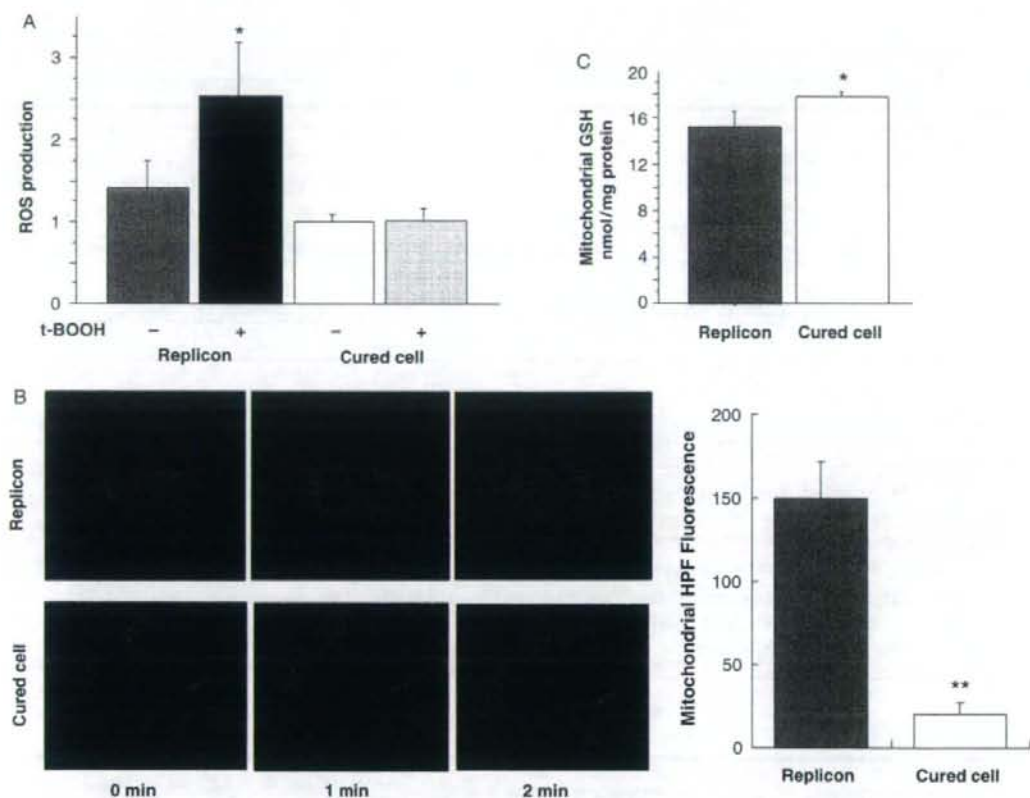 A
ROS production
3
2
1
0
*
t-BOOH
– + – +
Replicon Cured cell
C
Mitochondrial GSH
nmol/mg protein
20
16
12
8
4
0
*
Replicon Cured cell
B
Replicon
Cured cell
0 min 1 min 2 min
Mitochondrial HPF Fluorescence
200
150
100
50
0
**
Replicon Cured cell